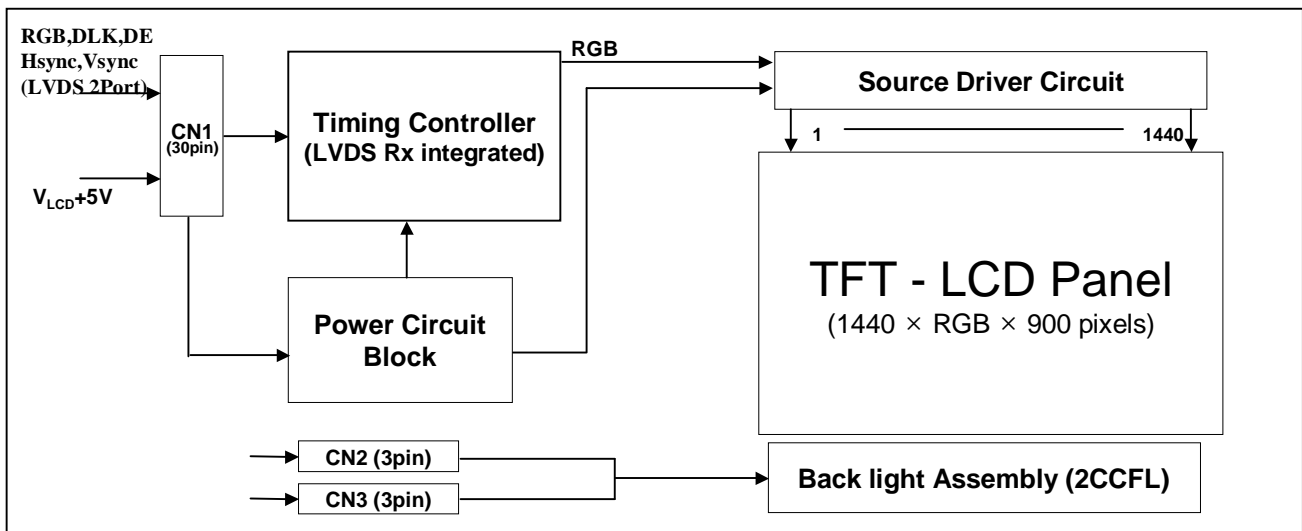 RGB,DLK,DE
Hsync,Vsync
(LVDS 2Port)
CN1
(30pin)
VLCD+5V
Timing Controller
(LVDS Rx integrated)
RGB
Source Driver Circuit
1
1440
TFT - LCD Panel
(1440 × RGB × 900 pixels)
Power Circuit
Block
CN2 (3pin)
CN3 (3pin)
Back light Assembly (2CCFL)